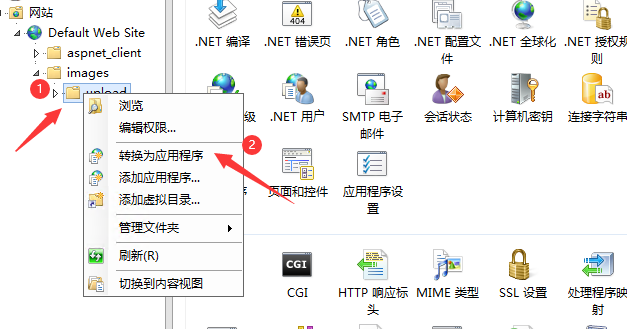 网站
Default Web Site
aspnet_client
images
1
upload
浏览
编辑权限...
转换为应用程序
2
添加应用程序...
添加虚拟目录...
管理文件夹
刷新(R)
切换到内容视图
.NET 编译
.NET 错误页
.NET 角色
.NET 配置文
件
.NET 全球化
.NET 授权规
则
404
级
.NET 用户
SMTP 电子
邮件
会话状态
计算机密钥
连接字符串
ab
序
页面和控件
应用程序设
置
CGI
CGI
HTTP 响应标
头
MIME 类型
SSL 设置
处理程序映
射